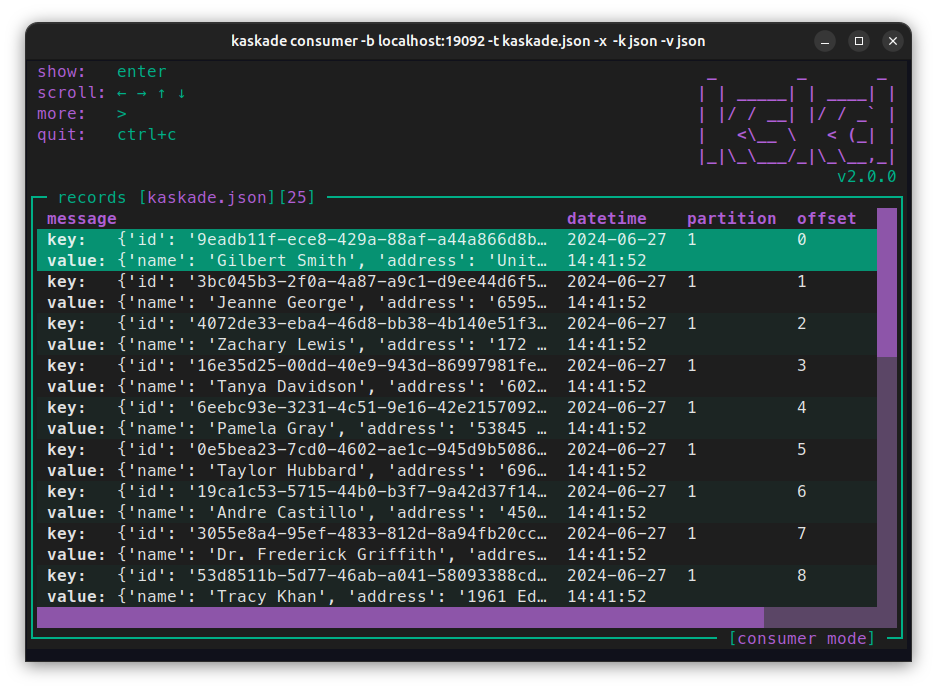 kaskade consumer -b localhost:19092 -t kaskade.json -x -k json -v json
show: enter
scroll: ← → ↑ ↓
more: >
quit: ctrl+c
v2.0.0
records [kaskade.json][25]
message datetime partition offset
key: {'id': '9eadb11f-ece8-429a-88af-a44a866d8b… 2024-06-27 1 0
value: {'name': 'Gilbert Smith', 'address': 'Unit… 14:41:52
key: {'id': '3bc045b3-2f0a-4a87-a9c1-d9ee44d6f5… 2024-06-27 1 1
value: {'name': 'Jeanne George', 'address': '6595… 14:41:52
key: {'id': '4072de33-eba4-46d8-bb38-4b140e51f3… 2024-06-27 1 2
value: {'name': 'Zachary Lewis', 'address': '172 … 14:41:52
key: {'id': '16e35d25-00dd-40e9-943d-86997981fe… 2024-06-27 1 3
value: {'name': 'Tanya Davidson', 'address': '602… 14:41:52
key: {'id': '6eebc93e-3231-4c51-9e16-42e2157092… 2024-06-27 1 4
value: {'name': 'Pamela Gray', 'address': '53845 … 14:41:52
key: {'id': '0e5bea23-7cd0-4602-ae1c-945d9b5086… 2024-06-27 1 5
value: {'name': 'Taylor Hubbard', 'address': '696… 14:41:52
key: {'id': '19ca1c53-5715-44b0-b3f7-9a42d37f14… 2024-06-27 1 6
value: {'name': 'Andre Castillo', 'address': '450… 14:41:52
key: {'id': '3055e8a4-95ef-4833-812d-8a94fb20cc… 2024-06-27 1 7
value: {'name': 'Dr. Frederick Griffith', 'addres… 14:41:52
key: {'id': '53d8511b-5d77-46ab-a041-58093388cd… 2024-06-27 1 8
value: {'name': 'Tracy Khan', 'address': '1961 Ed… 14:41:52
[consumer mode]